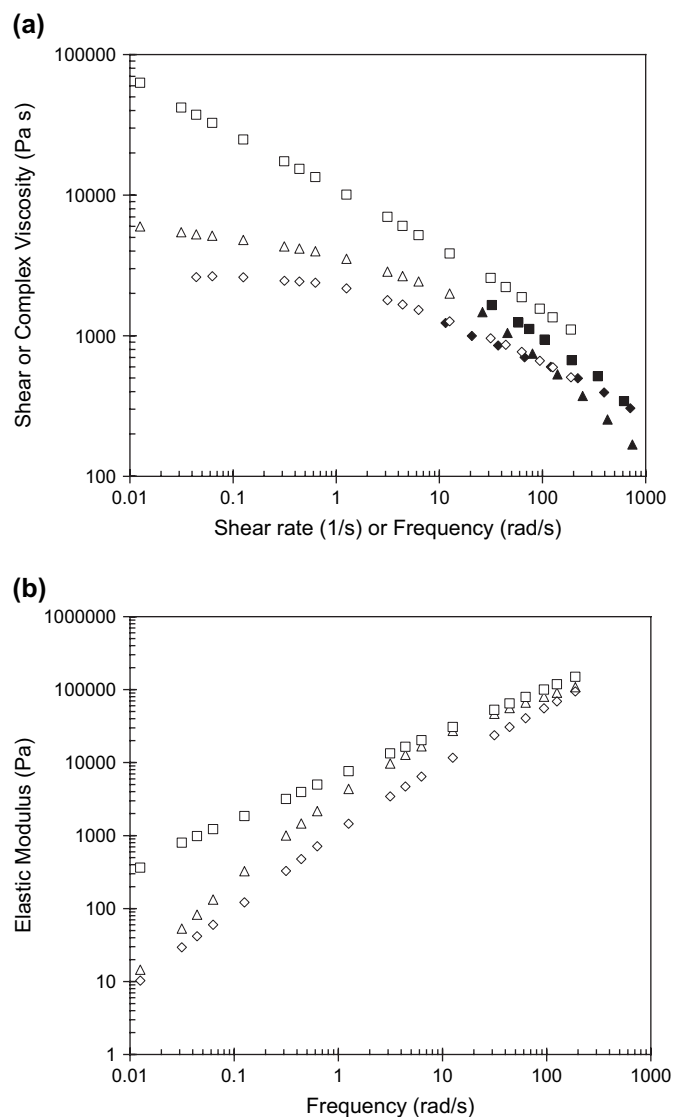 (a)
100000
10000
1000
100
0.01 0.1 1 10 100 1000
Shear or Complex Viscosity (Pa s)
Shear rate (1/s) or Frequency (rad/s)
(b)
1000000
100000
10000
1000
100
10
1
0.01 0.1 1 10 100 1000
Elastic Modulus (Pa)
Frequency (rad/s)